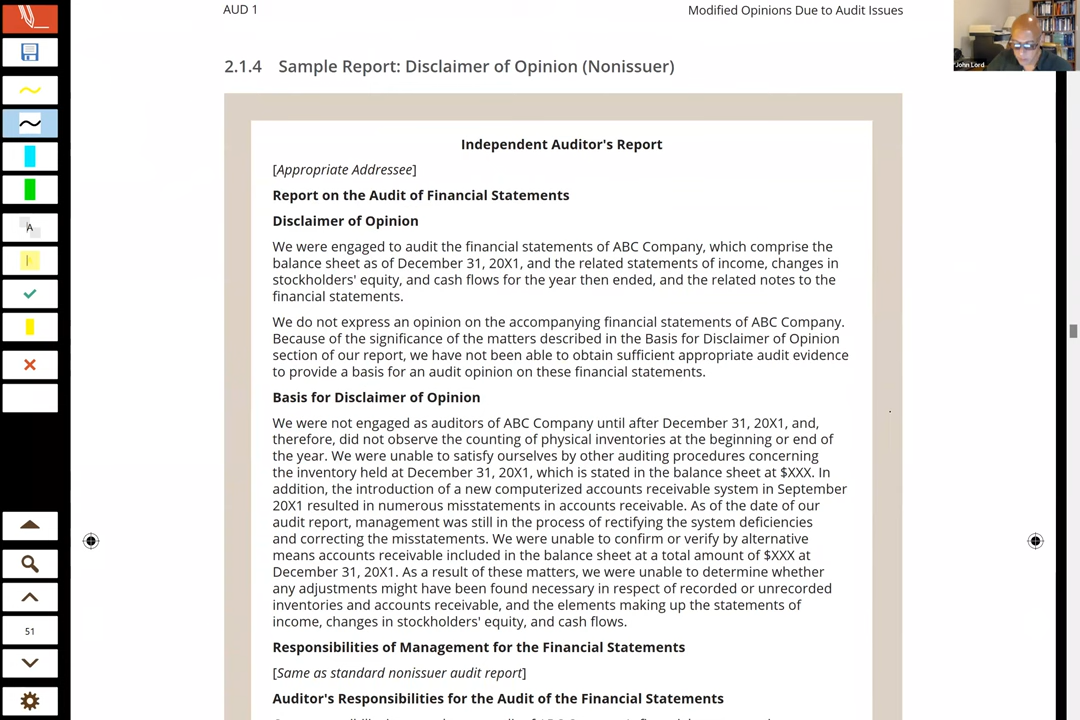 AUD 1
Modified Opinions Due to Audit Issues
John Lord
2.1.4 Sample Report: Disclaimer of Opinion (Nonissuer)
Independent Auditor's Report
[Appropriate Addressee]
Report on the Audit of Financial Statements
Disclaimer of Opinion
We were engaged to audit the financial statements of ABC Company, which comprise the
balance sheet as of December 31, 20X1, and the related statements of income, changes in
stockholders' equity, and cash flows for the year then ended, and the related notes to the
financial statements.
We do not express an opinion on the accompanying financial statements of ABC Company.
Because of the significance of the matters described in the Basis for Disclaimer of Opinion
section of our report, we have not been able to obtain sufficient appropriate audit evidence
to provide a basis for an audit opinion on these financial statements.
Basis for Disclaimer of Opinion
We were not engaged as auditors of ABC Company until after December 31, 20X1, and,
therefore, did not observe the counting of physical inventories at the beginning or end of
the year. We were unable to satisfy ourselves by other auditing procedures concerning
the inventory held at December 31, 20X1, which is stated in the balance sheet at $XXX. In
addition, the introduction of a new computerized accounts receivable system in September
20X1 resulted in numerous misstatements in accounts receivable. As of the date of our
audit report, management was still in the process of rectifying the system deficiencies
and correcting the misstatements. We were unable to confirm or verify by alternative
means accounts receivable included in the balance sheet at a total amount of $XXX at
December 31, 20X1. As a result of these matters, we were unable to determine whether
any adjustments might have been found necessary in respect of recorded or unrecorded
inventories and accounts receivable, and the elements making up the statements of
income, changes in stockholders' equity, and cash flows.
Responsibilities of Management for the Financial Statements
[Same as standard nonissuer audit report]
Auditor's Responsibilities for the Audit of the Financial Statements
A
51